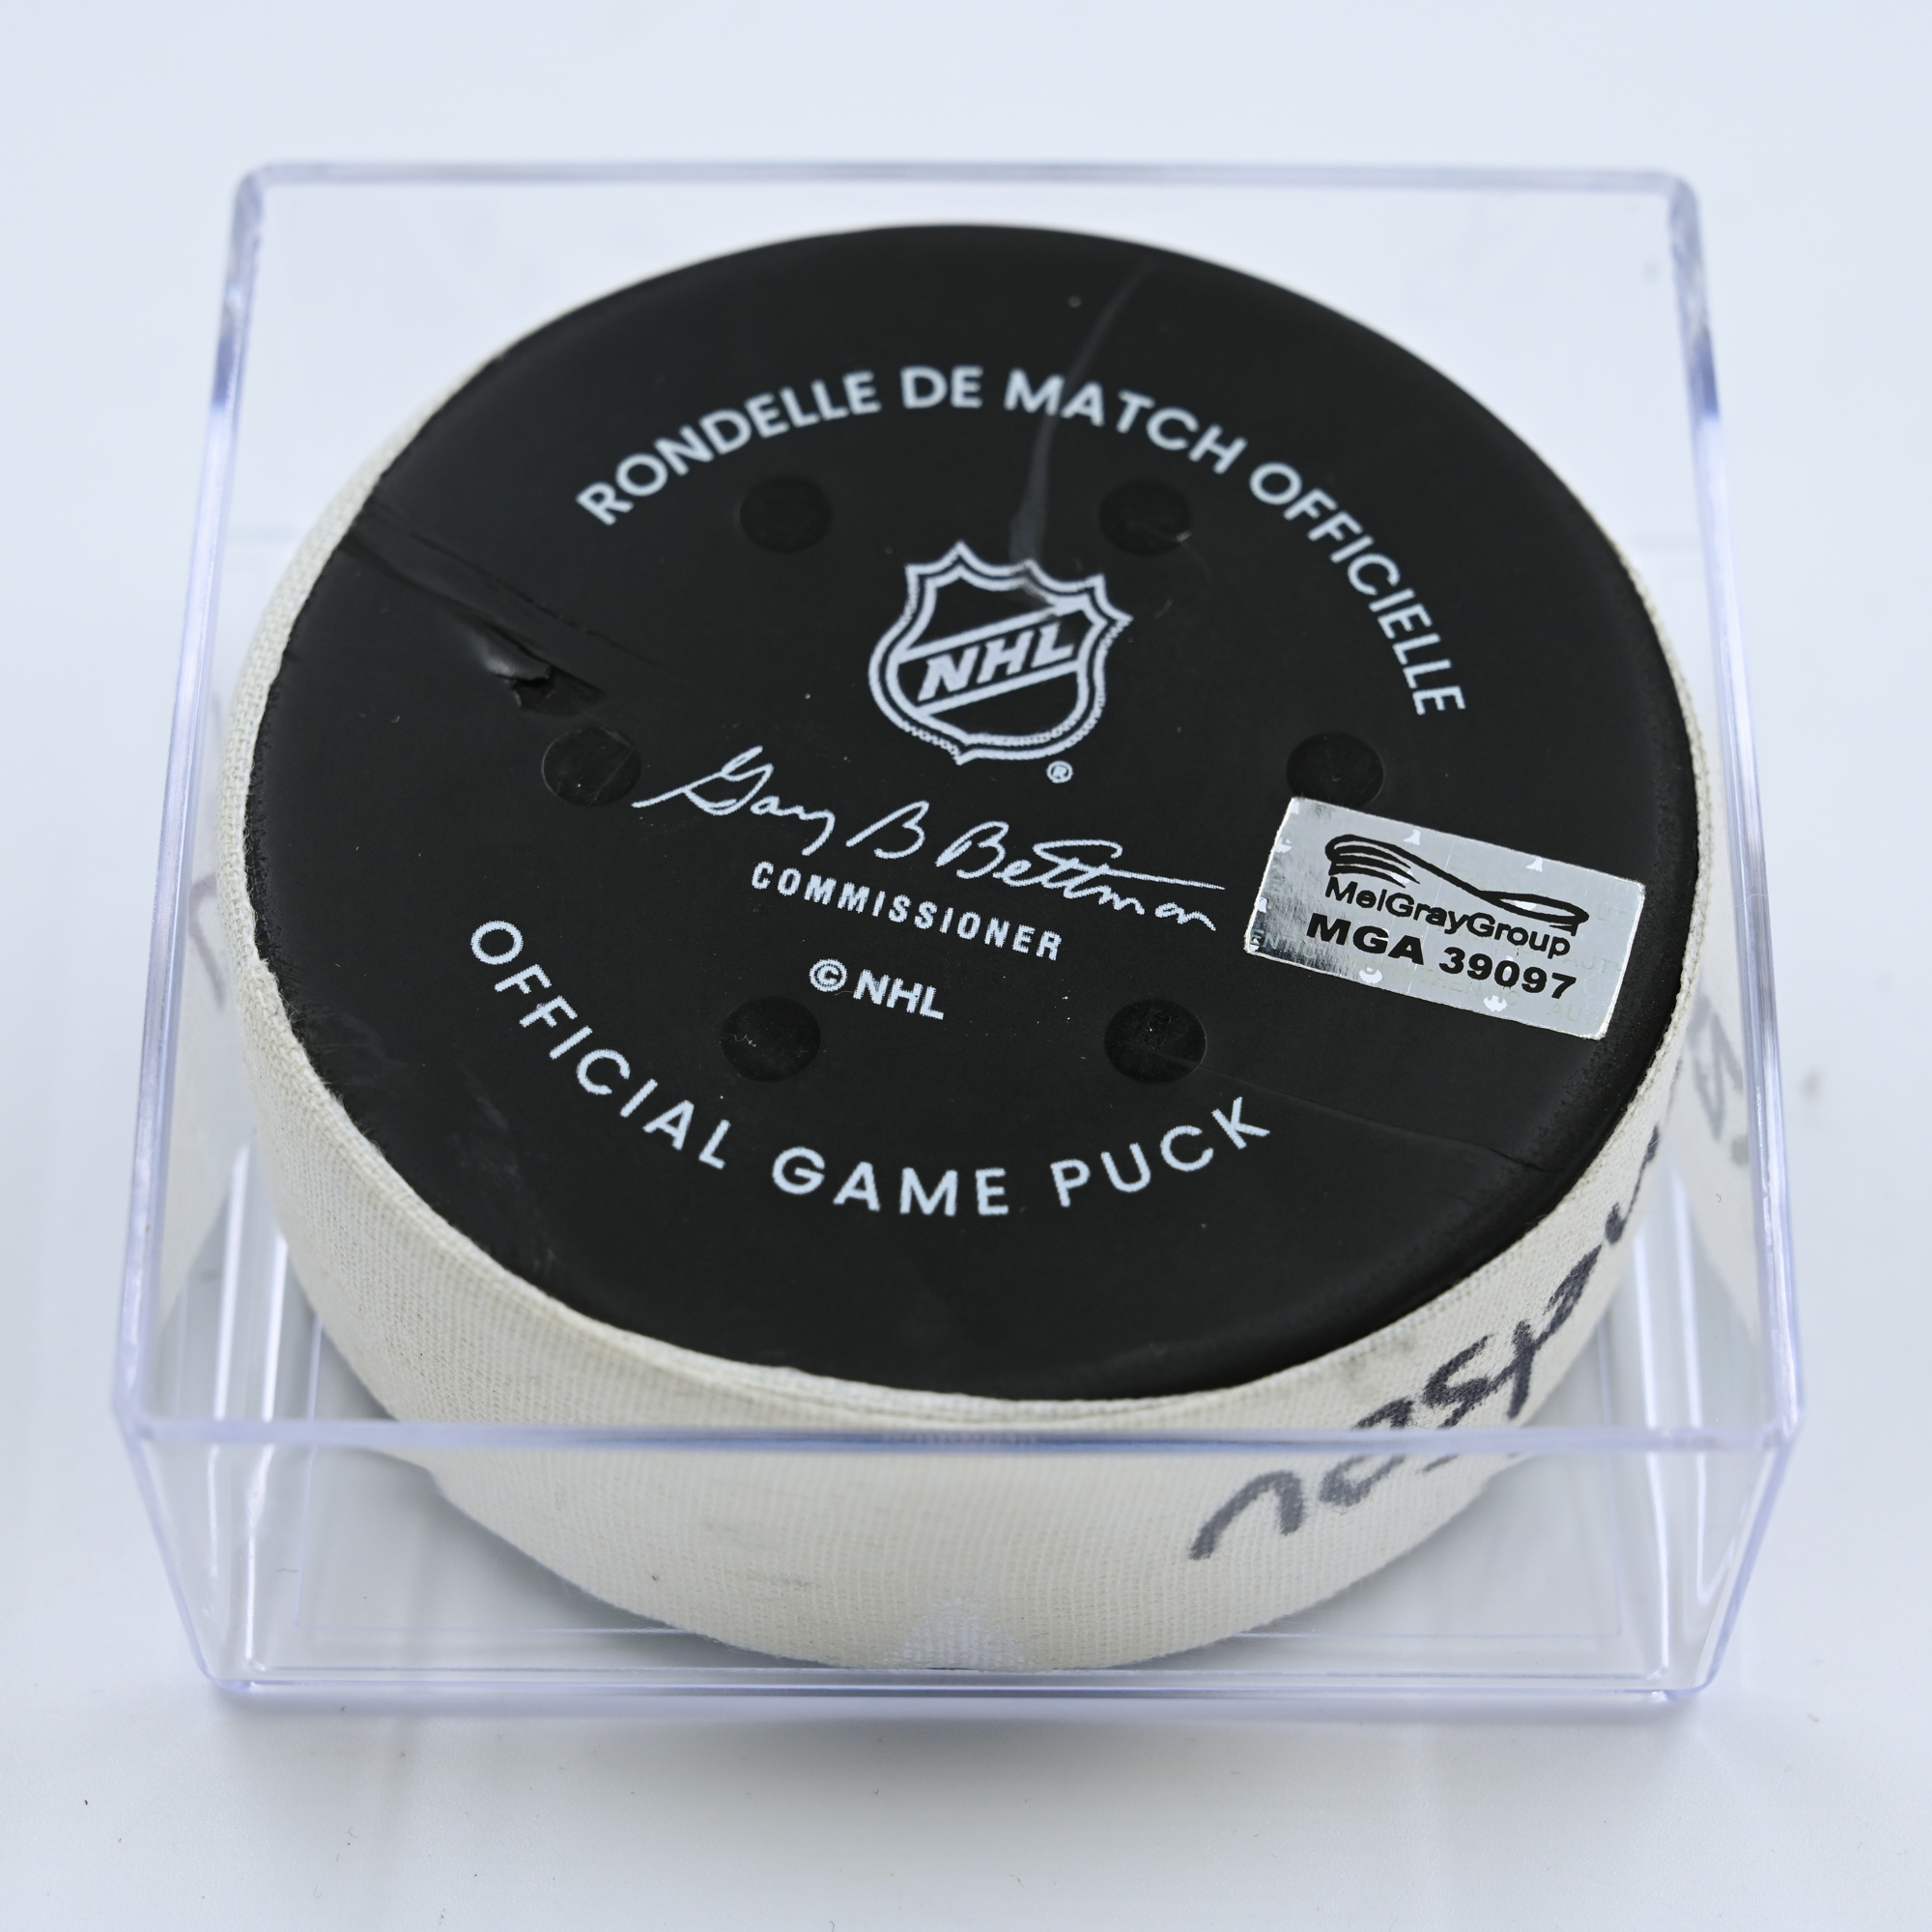 RONDELLE DE MATCH OFFICIELLE
NHL
®
Gary B Bettman
COMMISSIONER
© NHL
OFFICIAL GAME PUCK
MelGrayGroup
MGA 39097